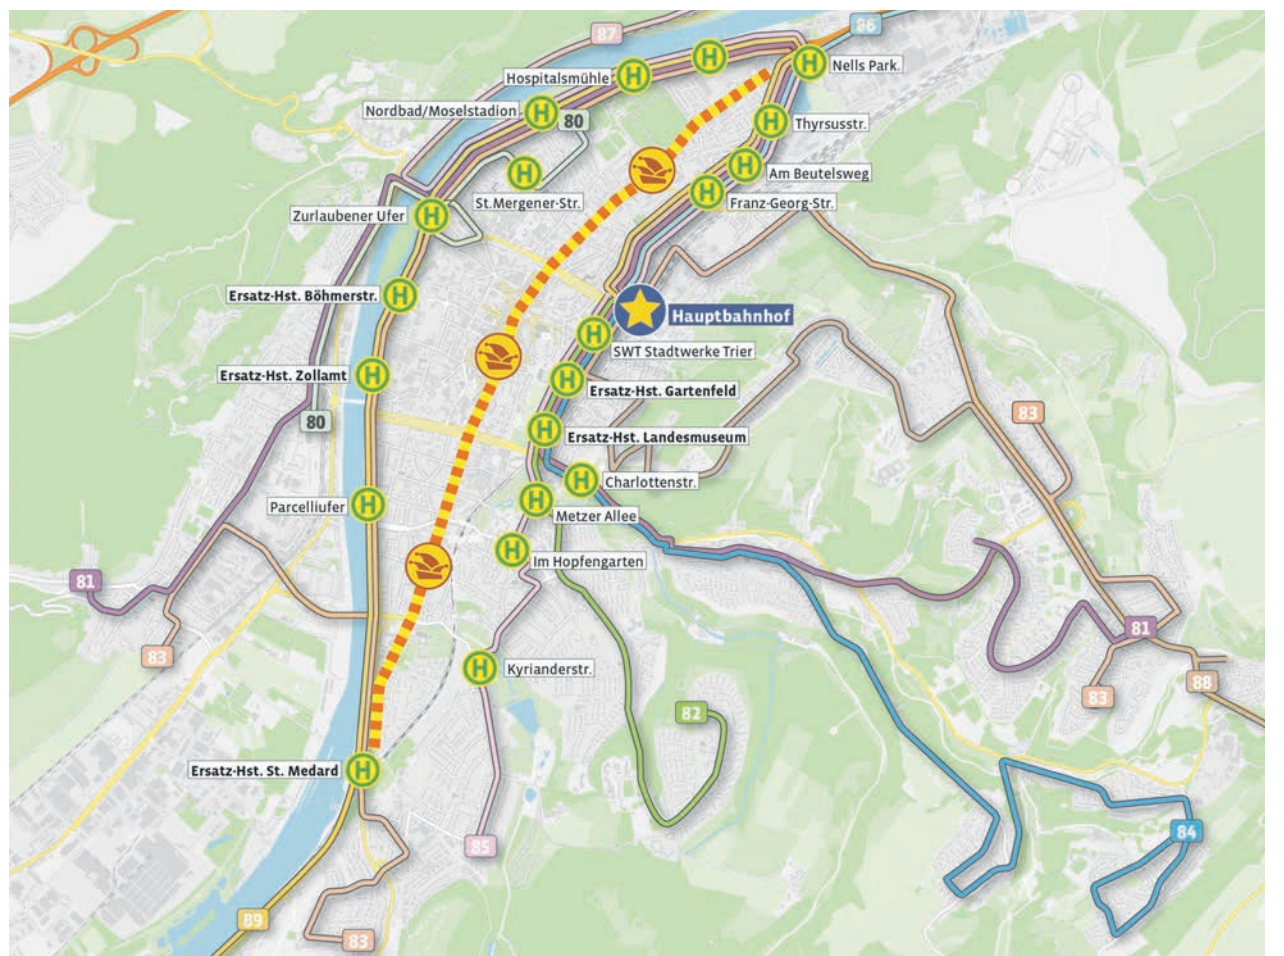 87
86
Hospitalsmühle
H
H
H
Nells Park.
Nordbad/Moselstadion
H
80
H
Thyrsusstr.
H
Am Beutelsweg
H
St.Mergener-Str.
H
Franz-Georg-Str.
Zurlaubener Ufer
H
Ersatz-Hst. Böhmerstr.
H
Hauptbahnhof
H
SWT Stadtwerke Trier
Ersatz-Hst. Zollamt
H
H
Ersatz-Hst. Gartenfeld
80
83
H
Ersatz-Hst. Landesmuseum
H
Charlottenstr.
Parcelliufer
H
H
Metzer Allee
H
Im Hopfengarten
81
81
83
H
Kyrianderstr.
88
83
82
Ersatz-Hst. St. Medard
H
84
85
89
83